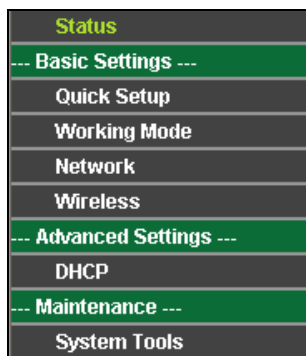 Status
--- Basic Settings ---
Quick Setup
Working Mode
Network
Wireless
--- Advanced Settings ---
DHCP
--- Maintenance ---
System Tools